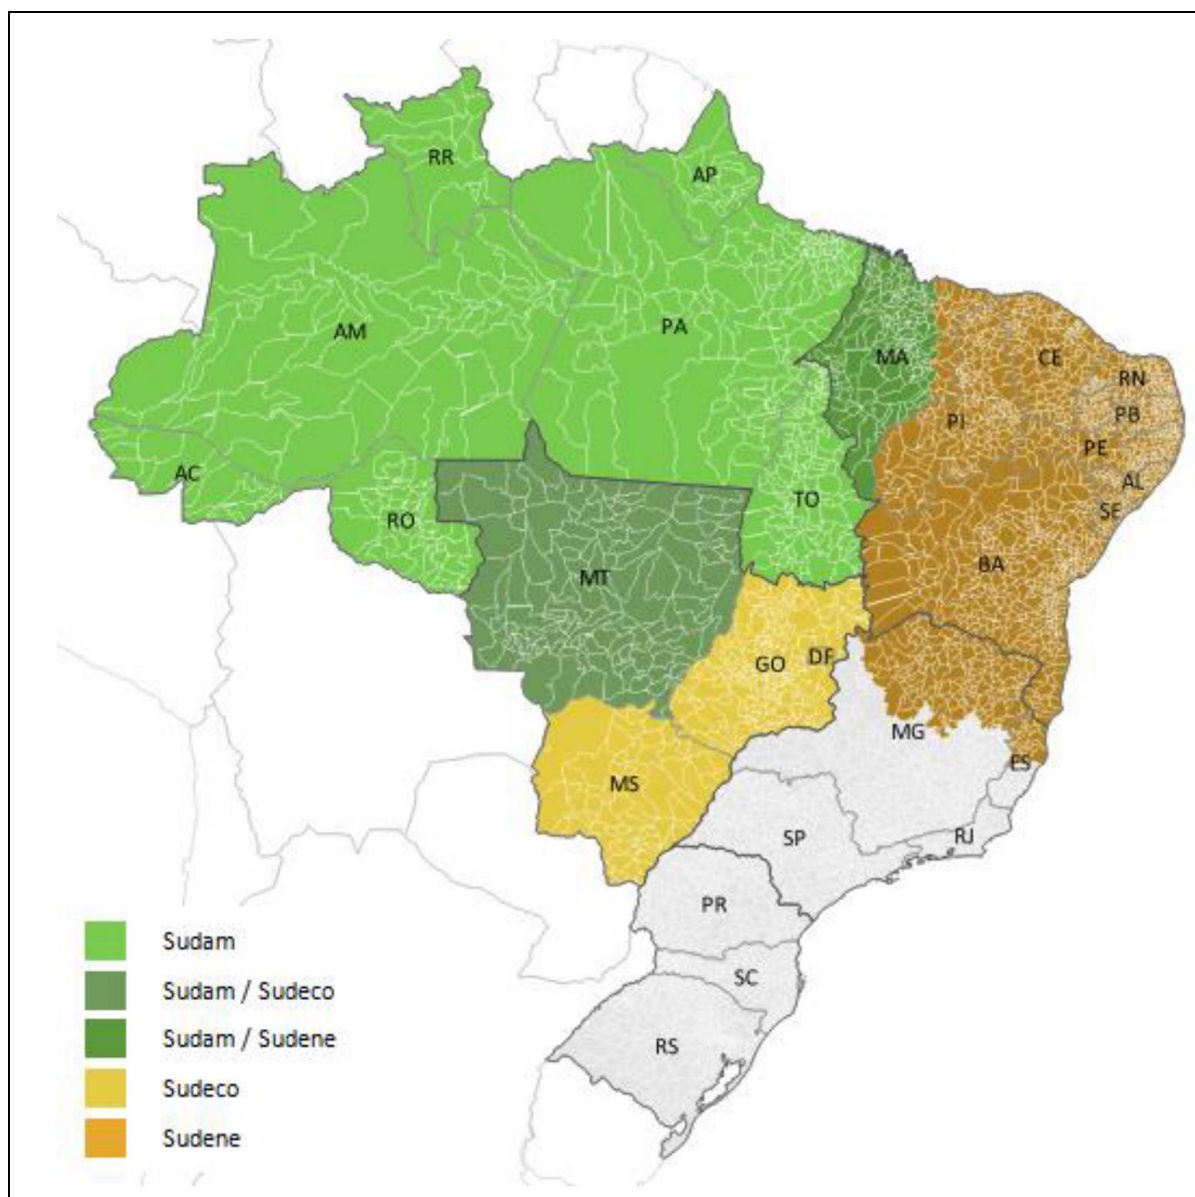 RR
AP
AM
PA
MA
CE
RN
PB
PI
PE
AC
AL
TO
SE
RO
BA
MT
GO
DF
MG
ES
MS
SP
RJ
PR
SC
RS
Sudam
Sudam / Sudeco
Sudam / Sudene
Sudeco
Sudene